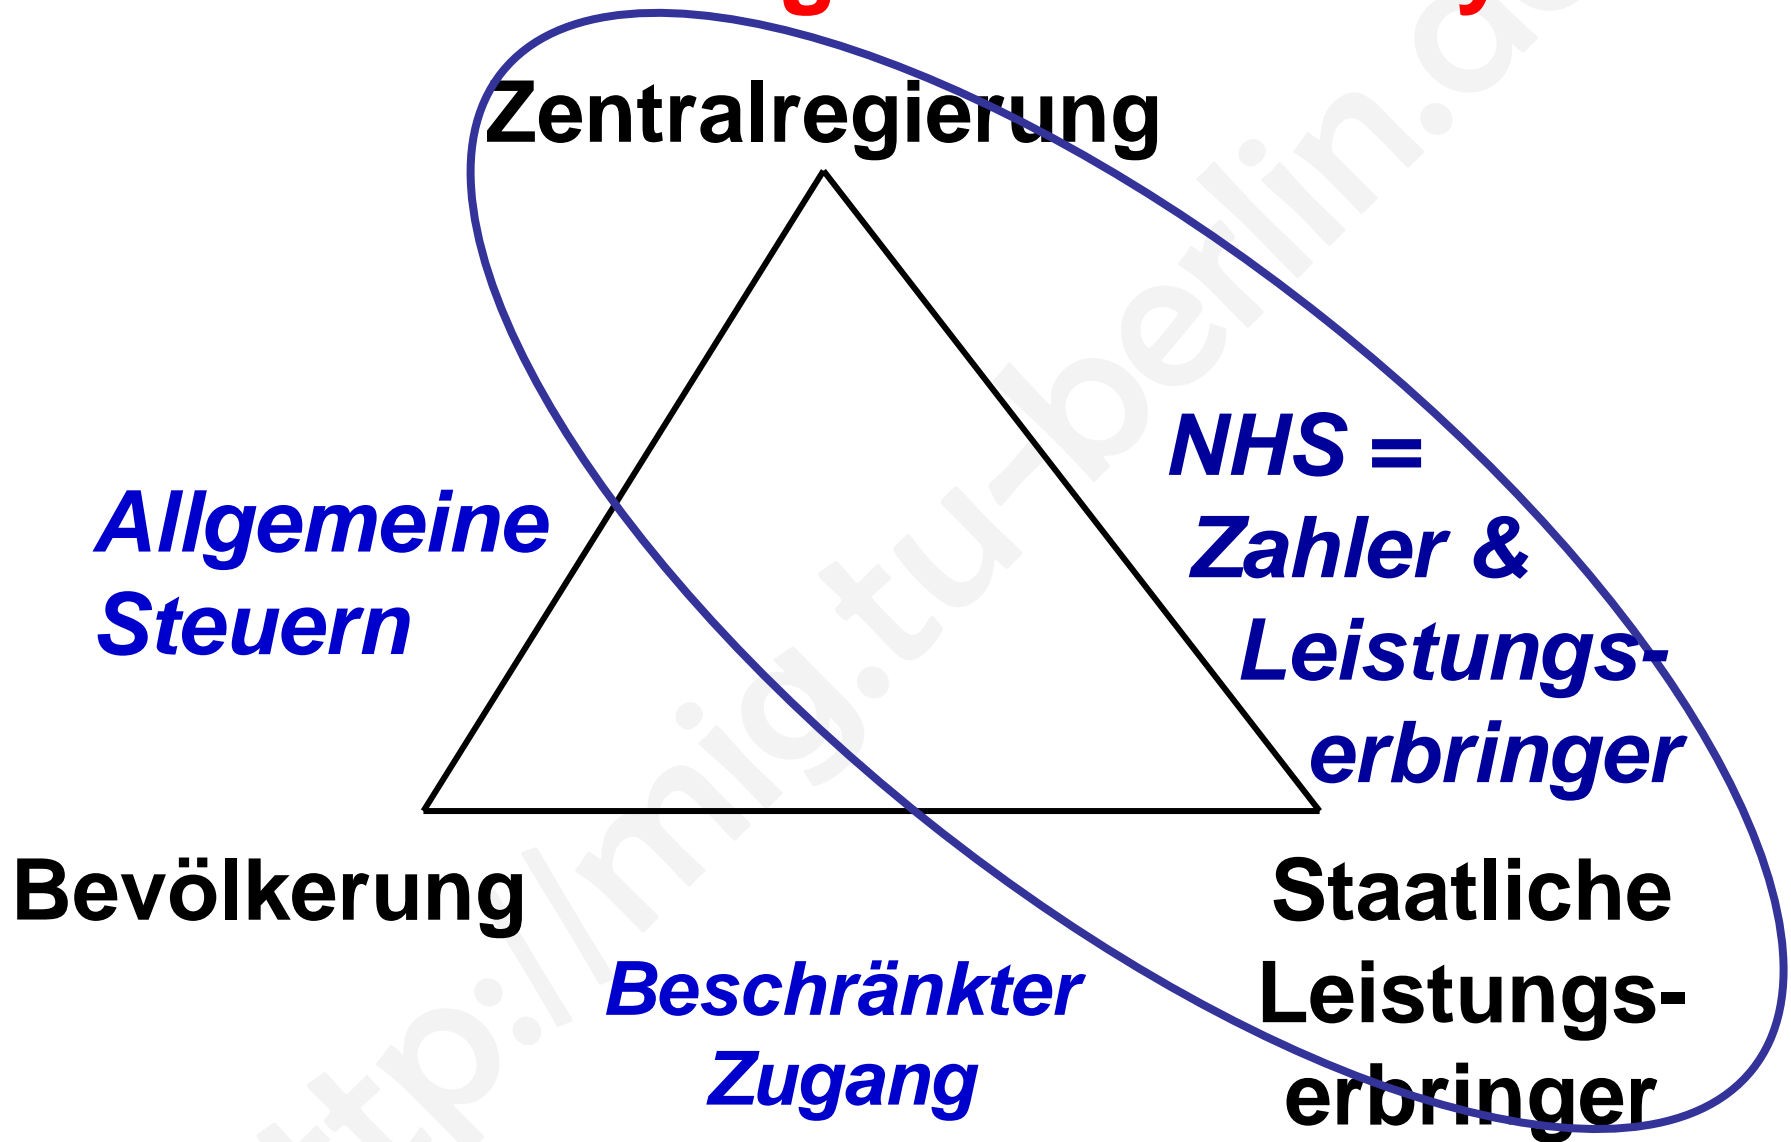 Zentralregierung
NHS =
Zahler &
Leistungs-
erbringer
Allgemeine
Steuern
Bevölkerung
Staatliche
Leistungs-
erbringer
Beschränkter
Zugang